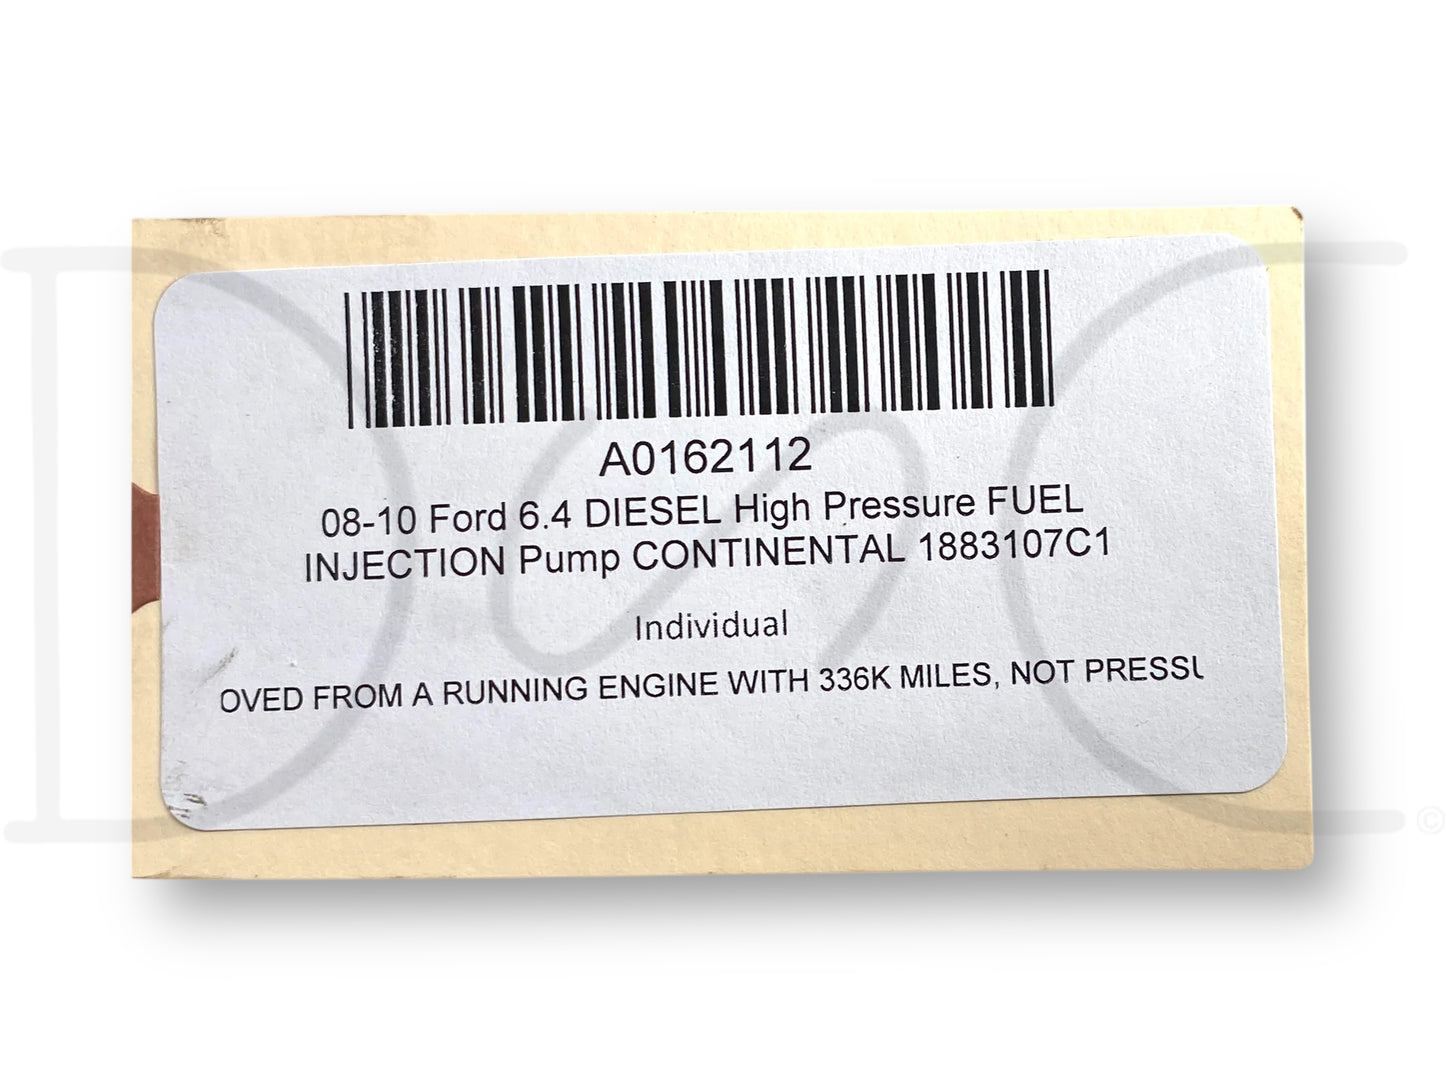 A0162112
08-10 Ford 6.4 DIESEL High Pressure FUEL
INJECTION Pump CONTINENTAL 1883107C1
Individual
OVED FROM A RUNNING ENGINE WITH 336K MILES, NOT PRESSU
D C ©